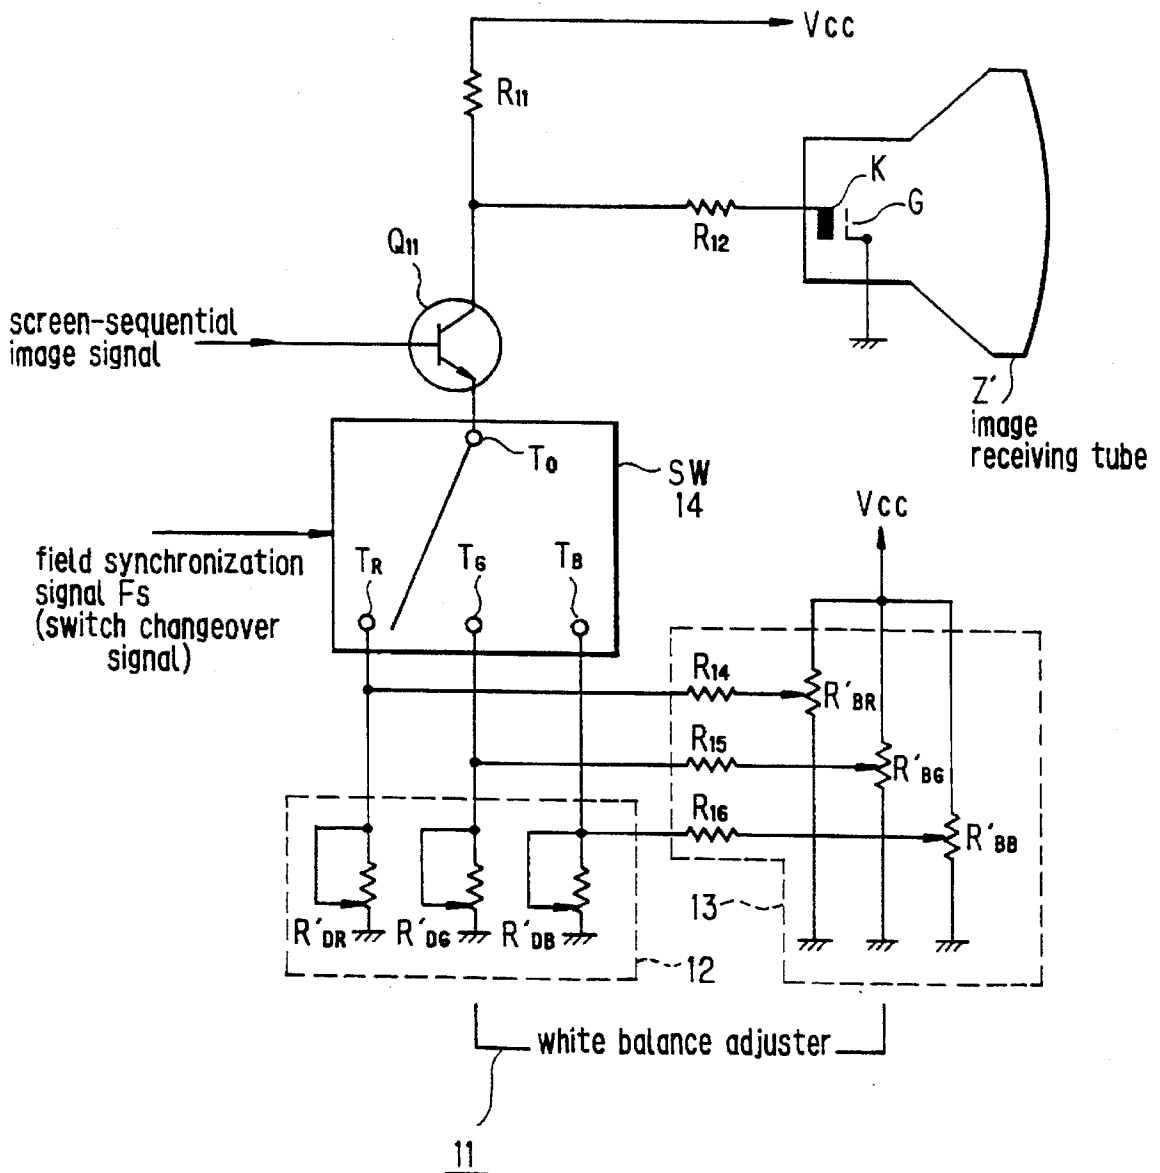 Vcc
R11
K
G
R12
Q11
screen-sequential
image signal
Z'
image
receiving tube
To
SW
14
Vcc
field synchronization
signal Fs
(switch changeover
signal)
TR
TG
TB
R14
R'BR
R15
R'BG
R16
R'BB
13
R'DR
R'DG
R'DB
12
white balance adjuster
11